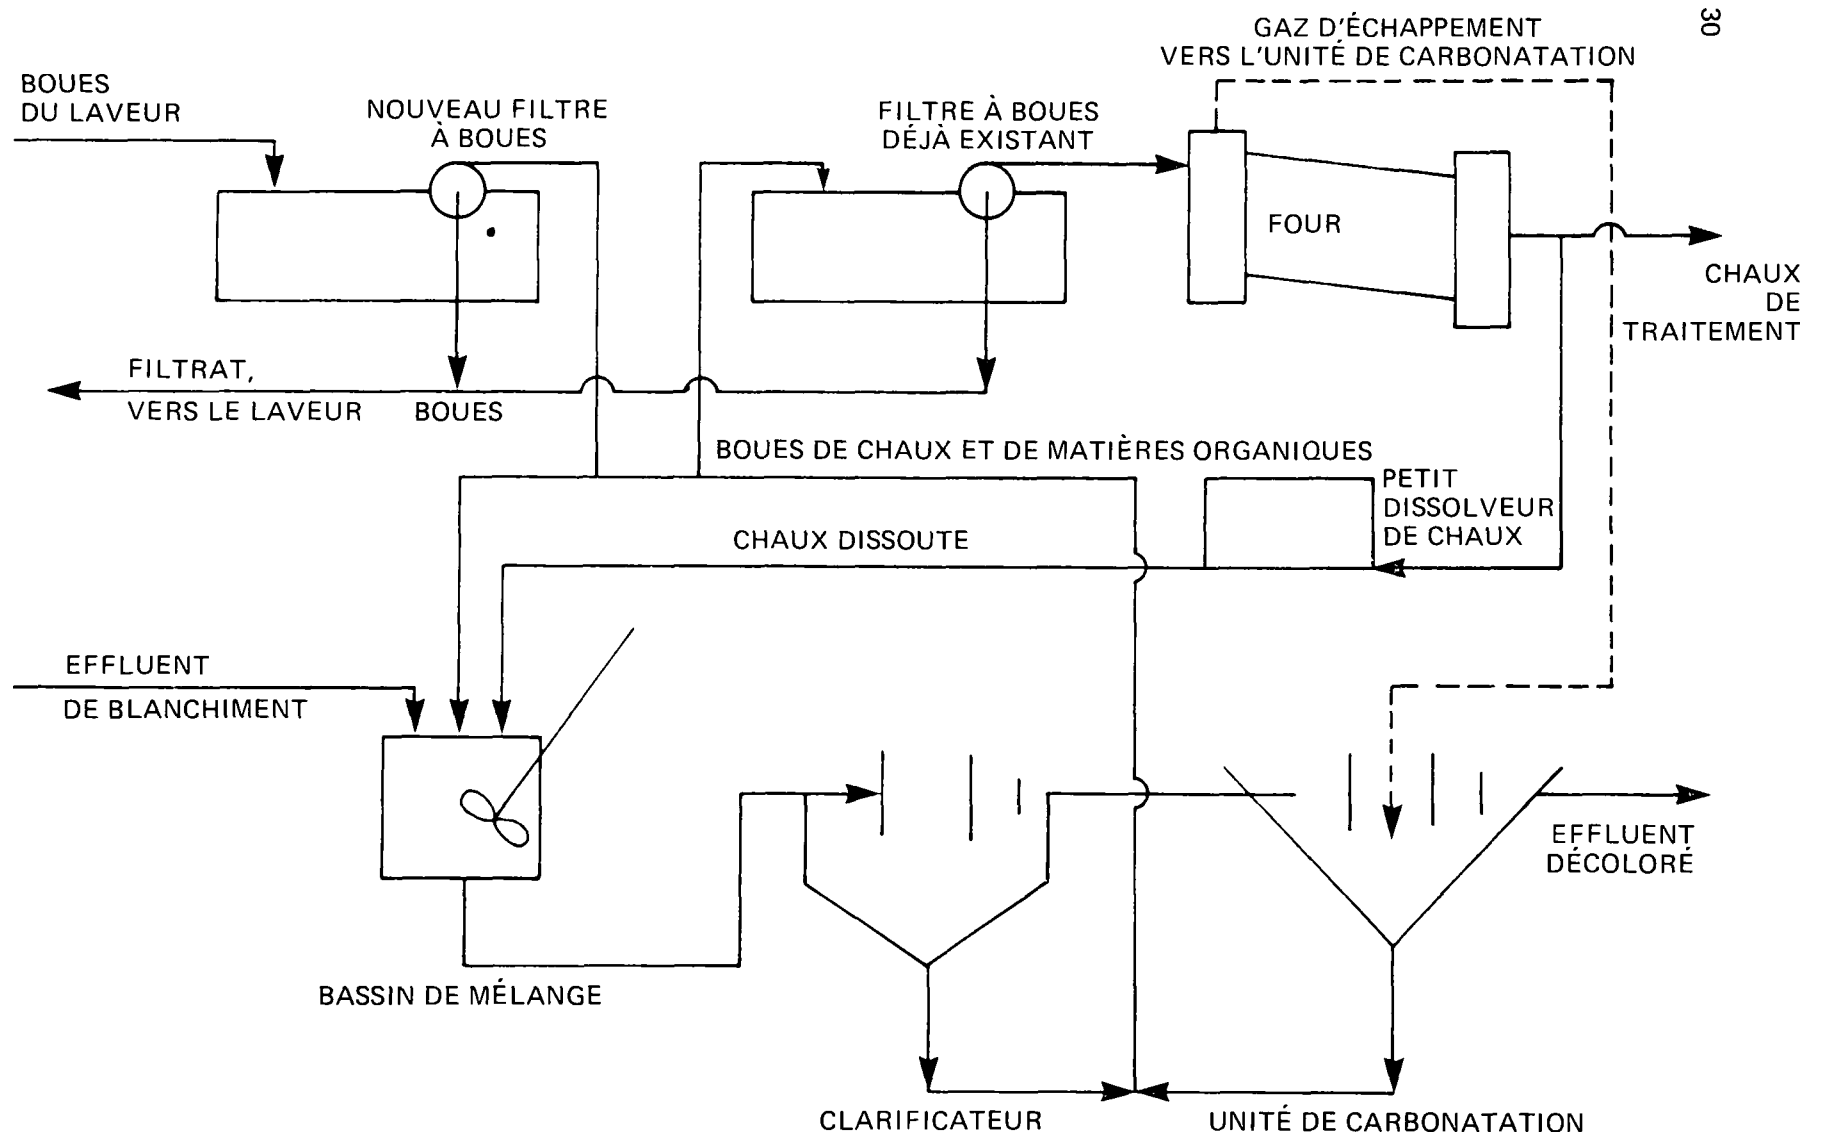 30
GAZ D'ÉCHAPPEMENT
VERS L'UNITÉ DE CARBONATATION
BOUES
DU LAVEUR
NOUVEAU FILTRE
À BOUES
FILTRE À BOUES
DÉJÀ EXISTANT
FOUR
CHAUX
DE
TRAITEMENT
FILTRAT,
VERS LE LAVEUR
BOUES
BOUES DE CHAUX ET DE MATIÈRES ORGANIQUES
PETIT
DISSOLVEUR
DE CHAUX
CHAUX DISSOUTE
EFFLUENT
DE BLANCHIMENT
EFFLUENT
DÉCOLORÉ
BASSIN DE MÉLANGE
CLARIFICATEUR
UNITÉ DE CARBONATATION